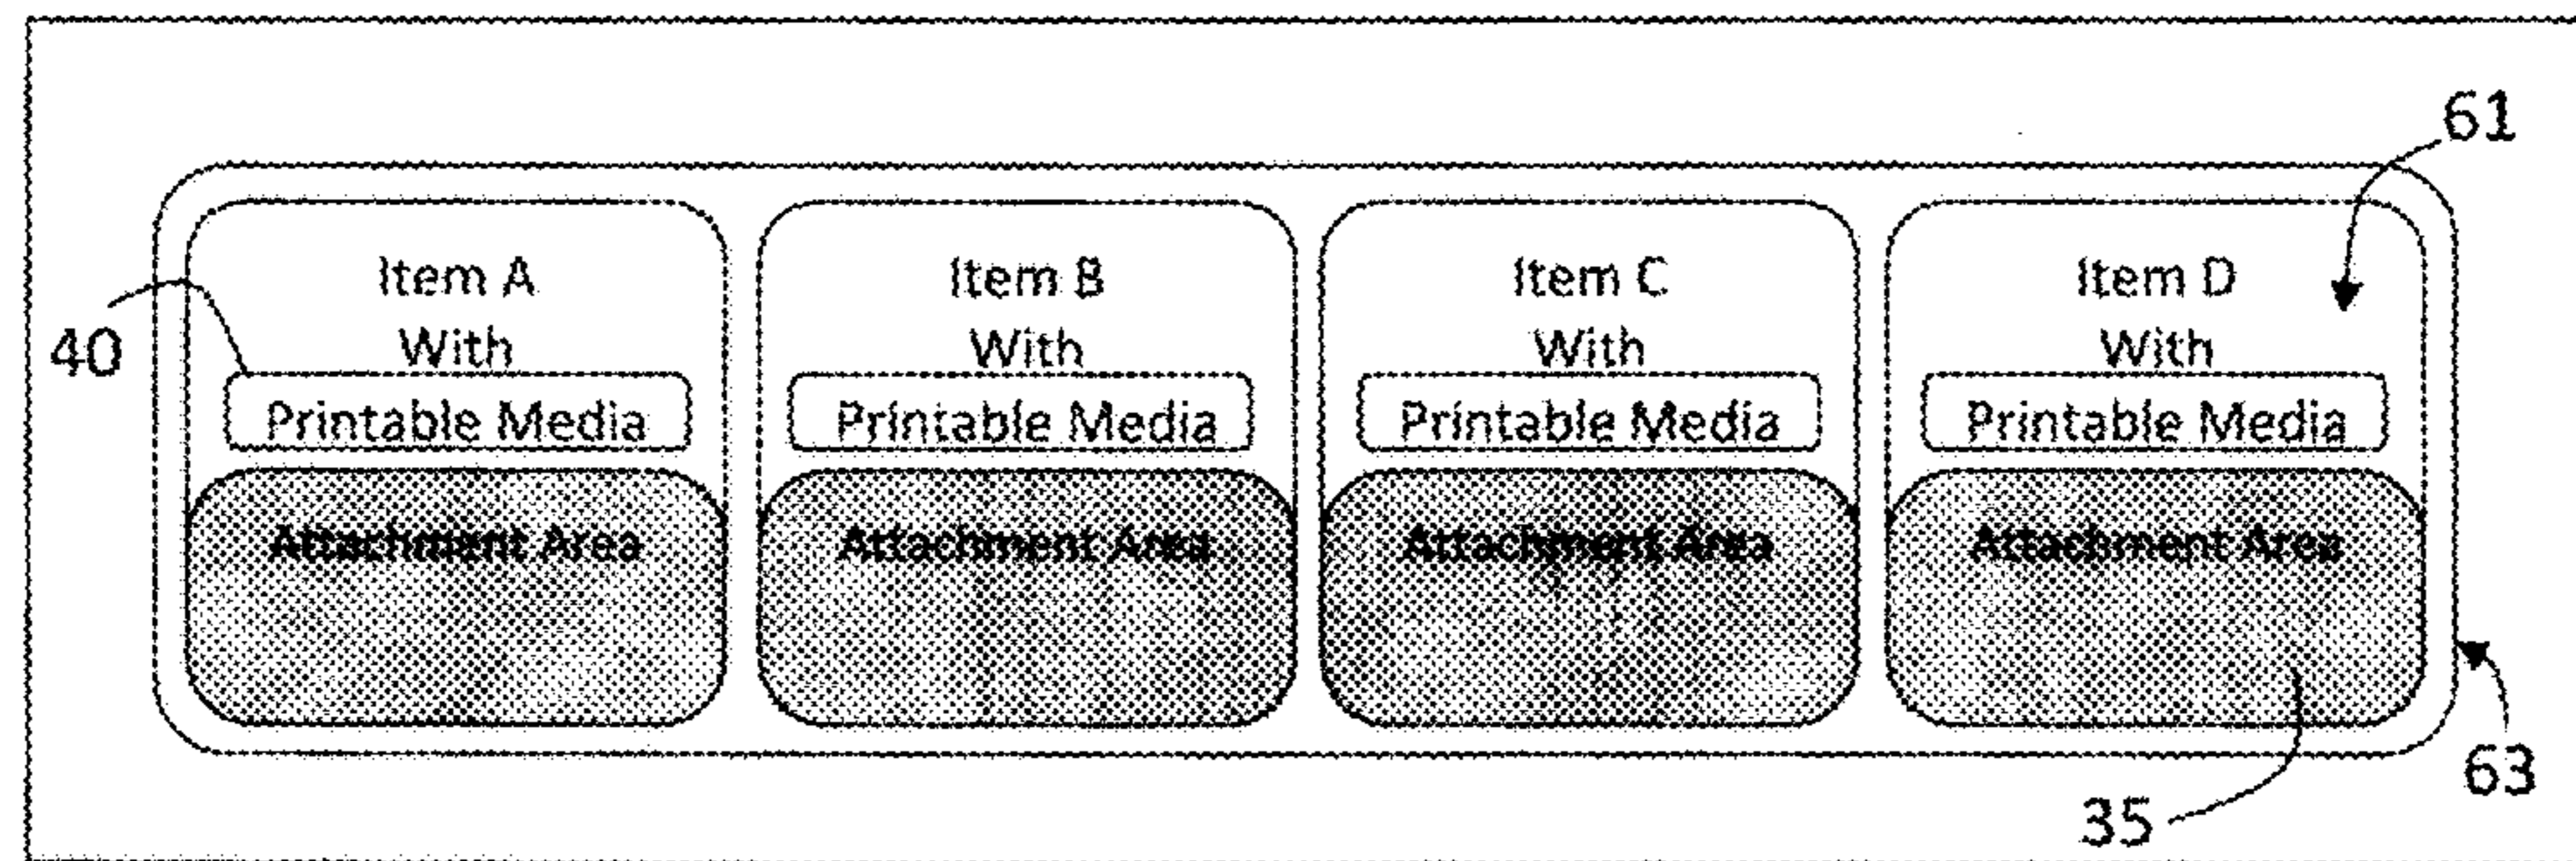 61
Item A Item B Item C Item D
40 With With With With
Printable Media Printable Media Printable Media Printable Media
Attachment Area Attachment Area Attachment Area Attachment Area
63
35